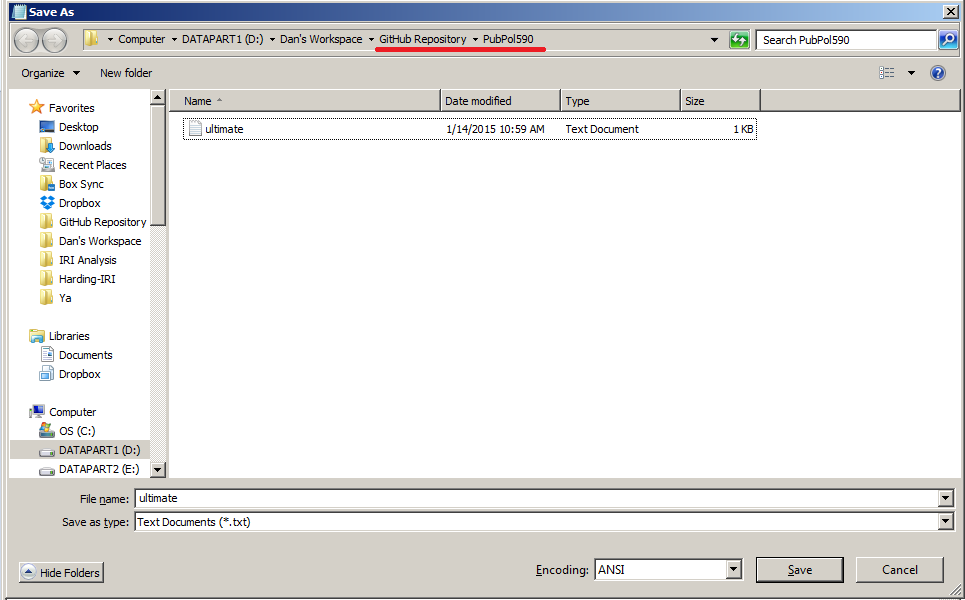 Save As
Computer DATAPART1 (D:) Dan's Workspace GitHub Repository PubPol590
Search PubPol590
Organize New folder
Name Date modified Type Size
ultimate 1/14/2015 10:59 AM Text Document 1 KB
Favorites
Desktop
Downloads
Recent Places
Box Sync
Dropbox
GitHub Repository
Dan's Workspace
IRI Analysis
Harding-IRI
Ya
Libraries
Documents
Dropbox
Computer
OS (C:)
DATAPART1 (D:)
DATAPART2 (E:)
File name: ultimate
Save as type: Text Documents (*.txt)
Hide Folders Encoding: ANSI Save Cancel